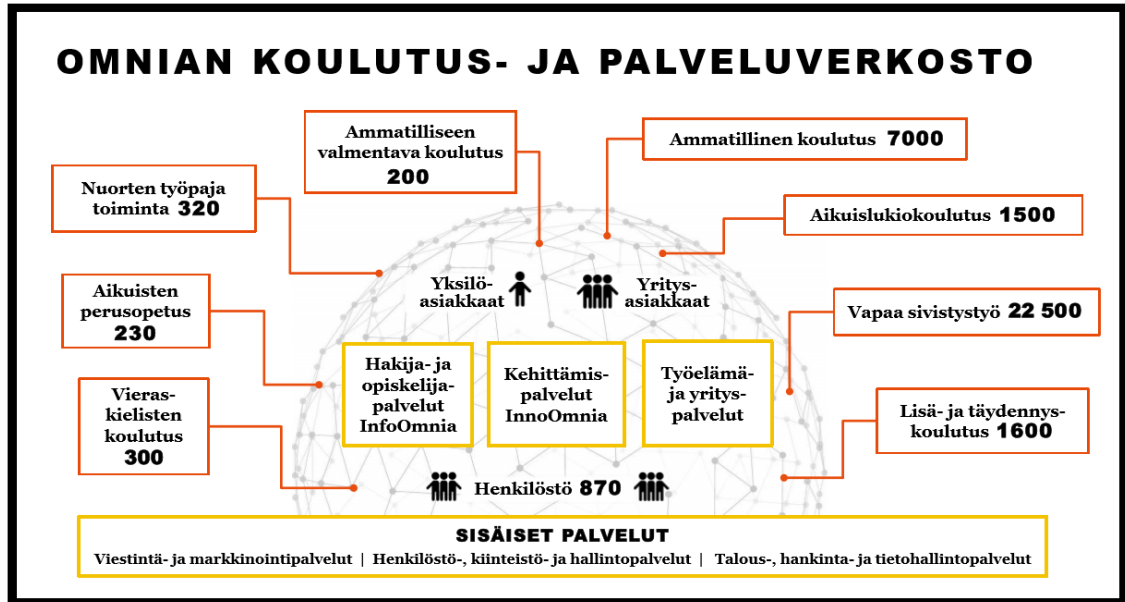 OMNIAN KOULUTUS- JA PALVELUVERKOSTO
Ammatilliseen
valmentava koulutus
200
Ammatillinen koulutus 7000
Nuorten työpaja
toiminta 320
Aikuislukiokoulutus 1500
Aikuisten
perusopetus
230
Yksilö-
asiakkaat
Yritys-
asiakkaat
Vapaa sivistystyö 22 500
Vieras-
kielisten
koulutus
300
Hakija- ja
opiskelija-
palvelut
InfoOmnia
Kehittämis-
palvelut
InnoOmnia
Työelämä-
ja yritys-
palvelut
Lisä- ja täydennys-
koulutus 1600
Henkilöstö 870
SISÄISET PALVELUT
Viestintä- ja markkinointipalvelut | Henkilöstö-, kiinteistö- ja hallintopalvelut | Talous-, hankinta- ja tietohallintopalvelut